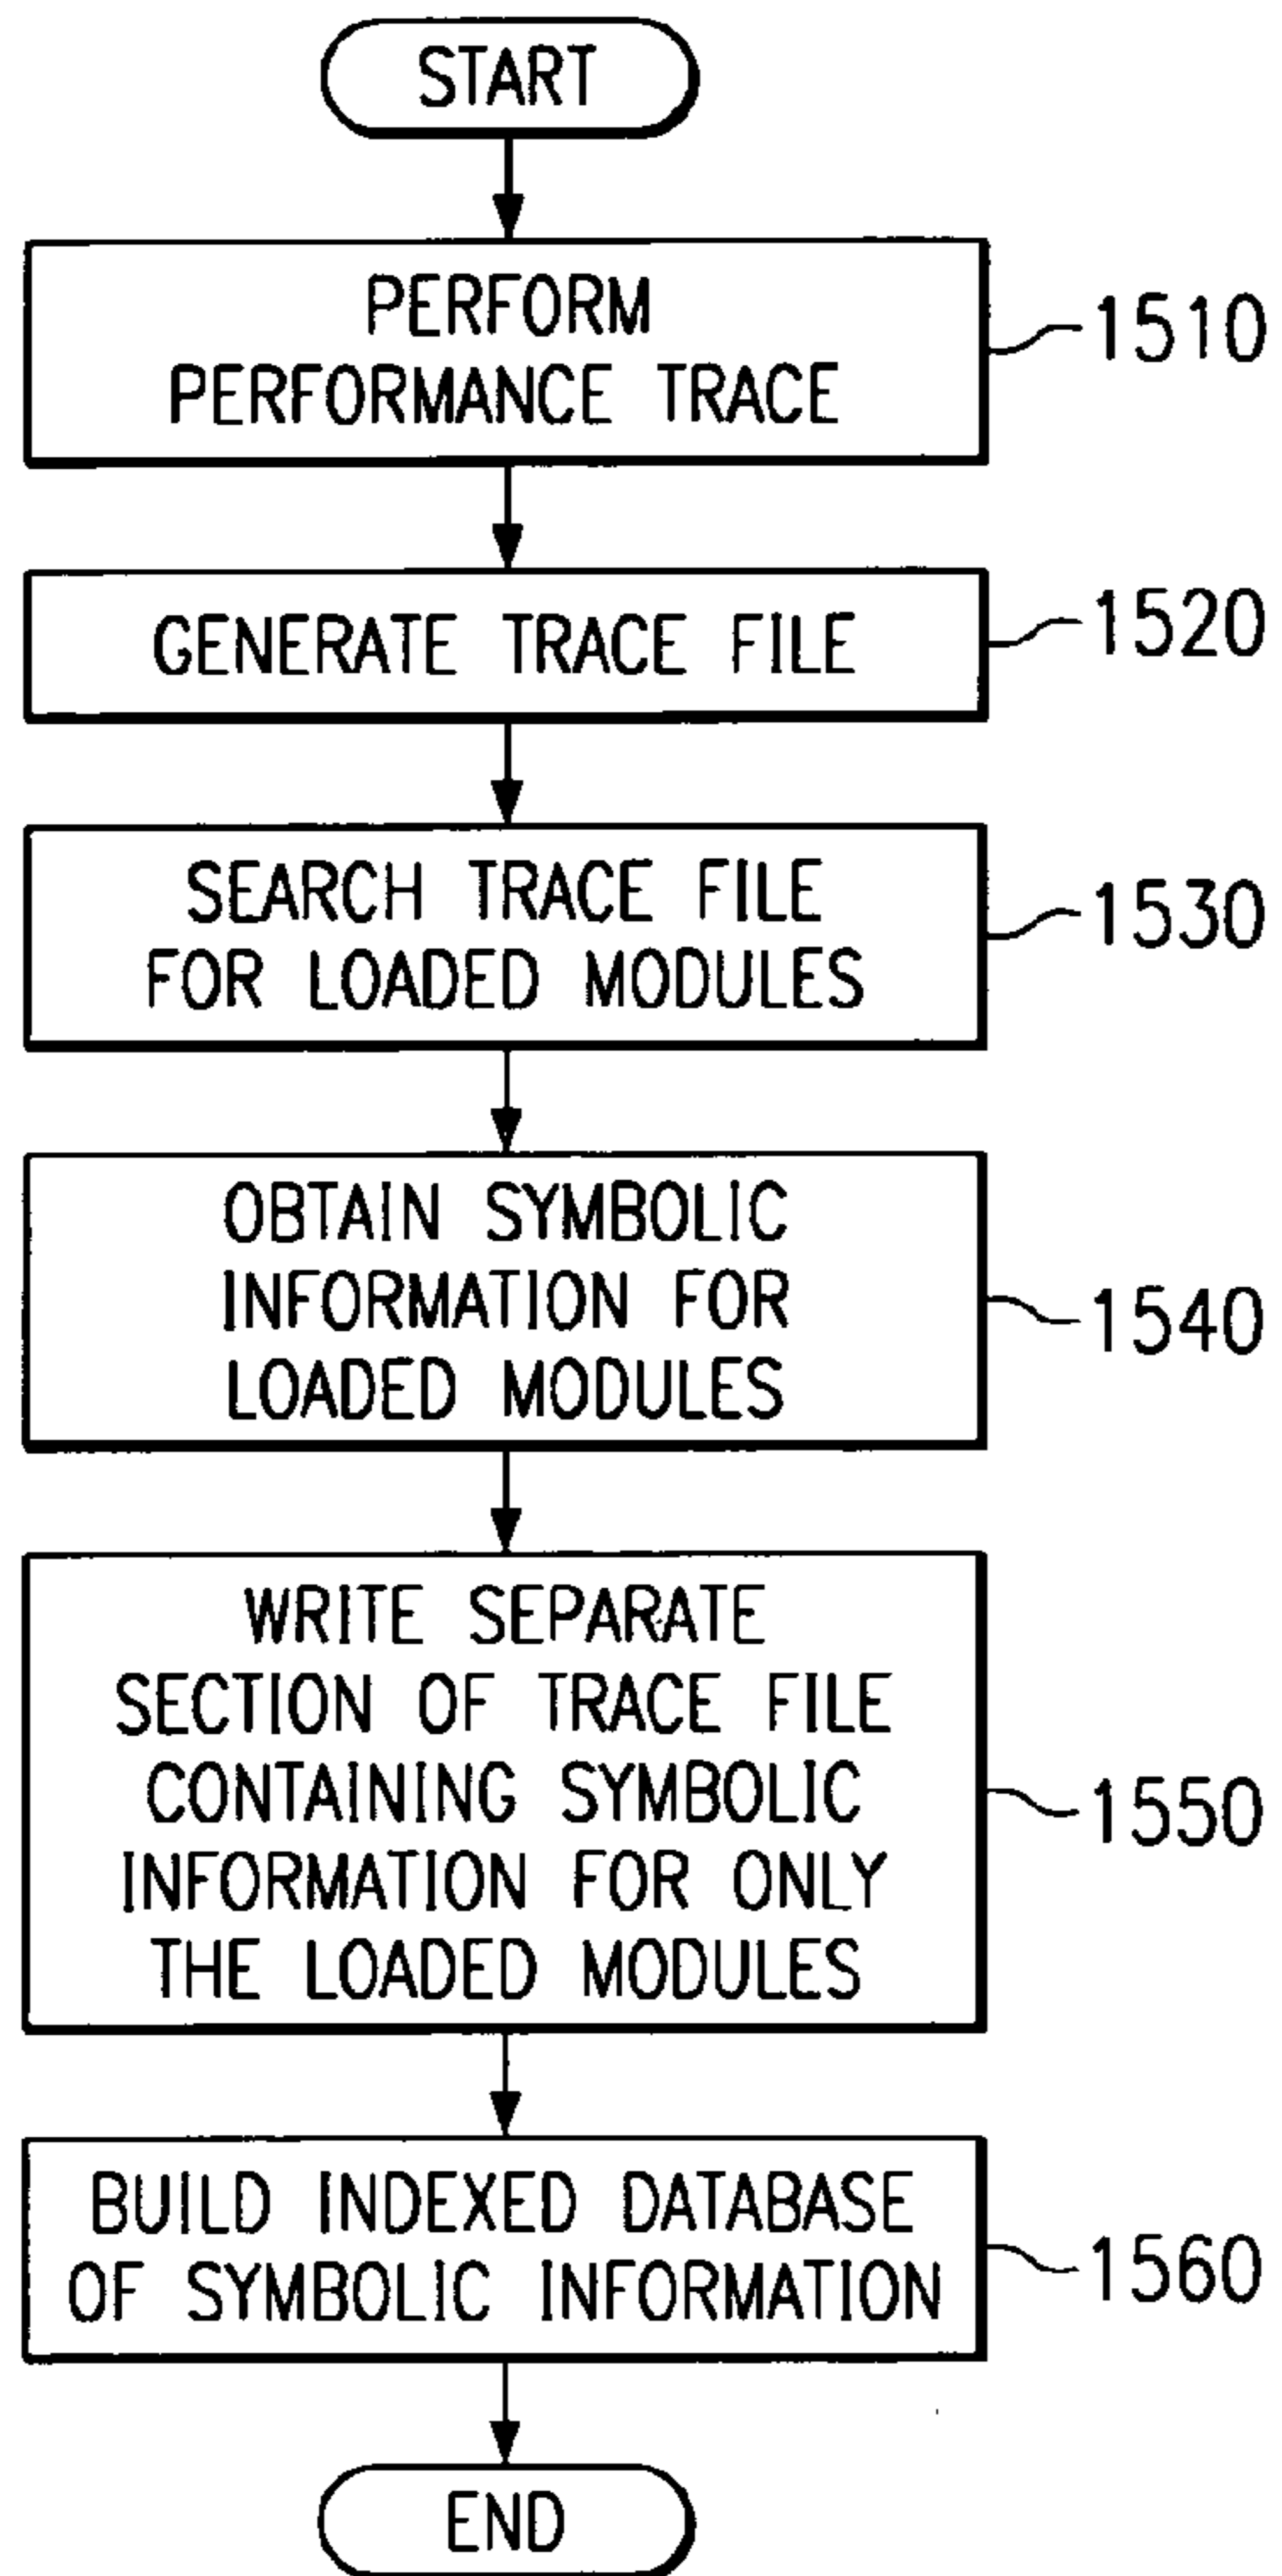 START
PERFORM
PERFORMANCE TRACE
1510
GENERATE TRACE FILE
1520
SEARCH TRACE FILE
FOR LOADED MODULES
1530
OBTAIN SYMBOLIC
INFORMATION FOR
LOADED MODULES
1540
WRITE SEPARATE
SECTION OF TRACE FILE
CONTAINING SYMBOLIC
INFORMATION FOR ONLY
THE LOADED MODULES
1550
BUILD INDEXED DATABASE
OF SYMBOLIC INFORMATION
1560
END